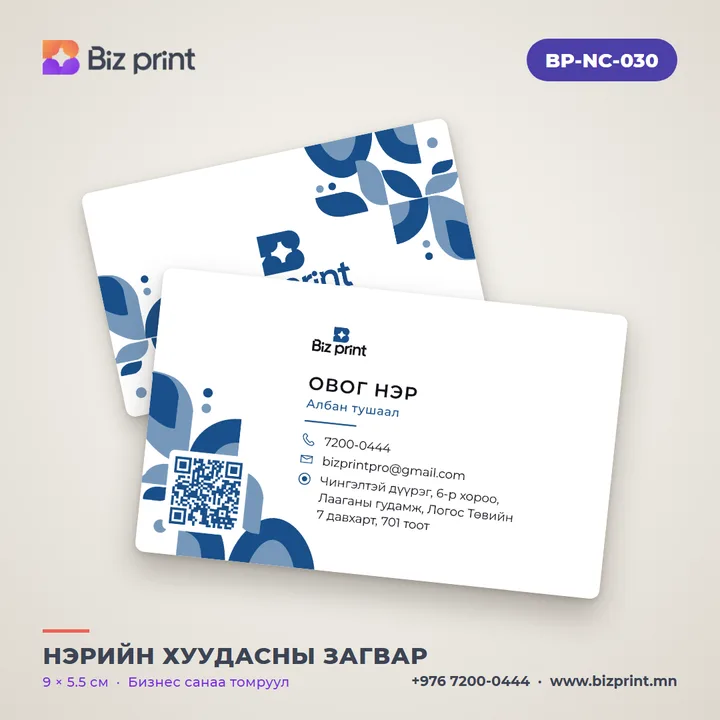 Biz print
BP-NC-030
print
Biz print
ОВОГ НЭР
Албан тушаал
7200-0444
bizprintpro@gmail.com
Чингэлтэй дүүрэг, 6-р хороо,
Лааганы гудамж, Логос Төвийн
7 давхарт, 701 тоот
НЭРИЙН ХУУДАСНЫ ЗАГВАР
9 × 5.5 см · Бизнес санаа томруул
+976 7200-0444 · www.bizprint.mn